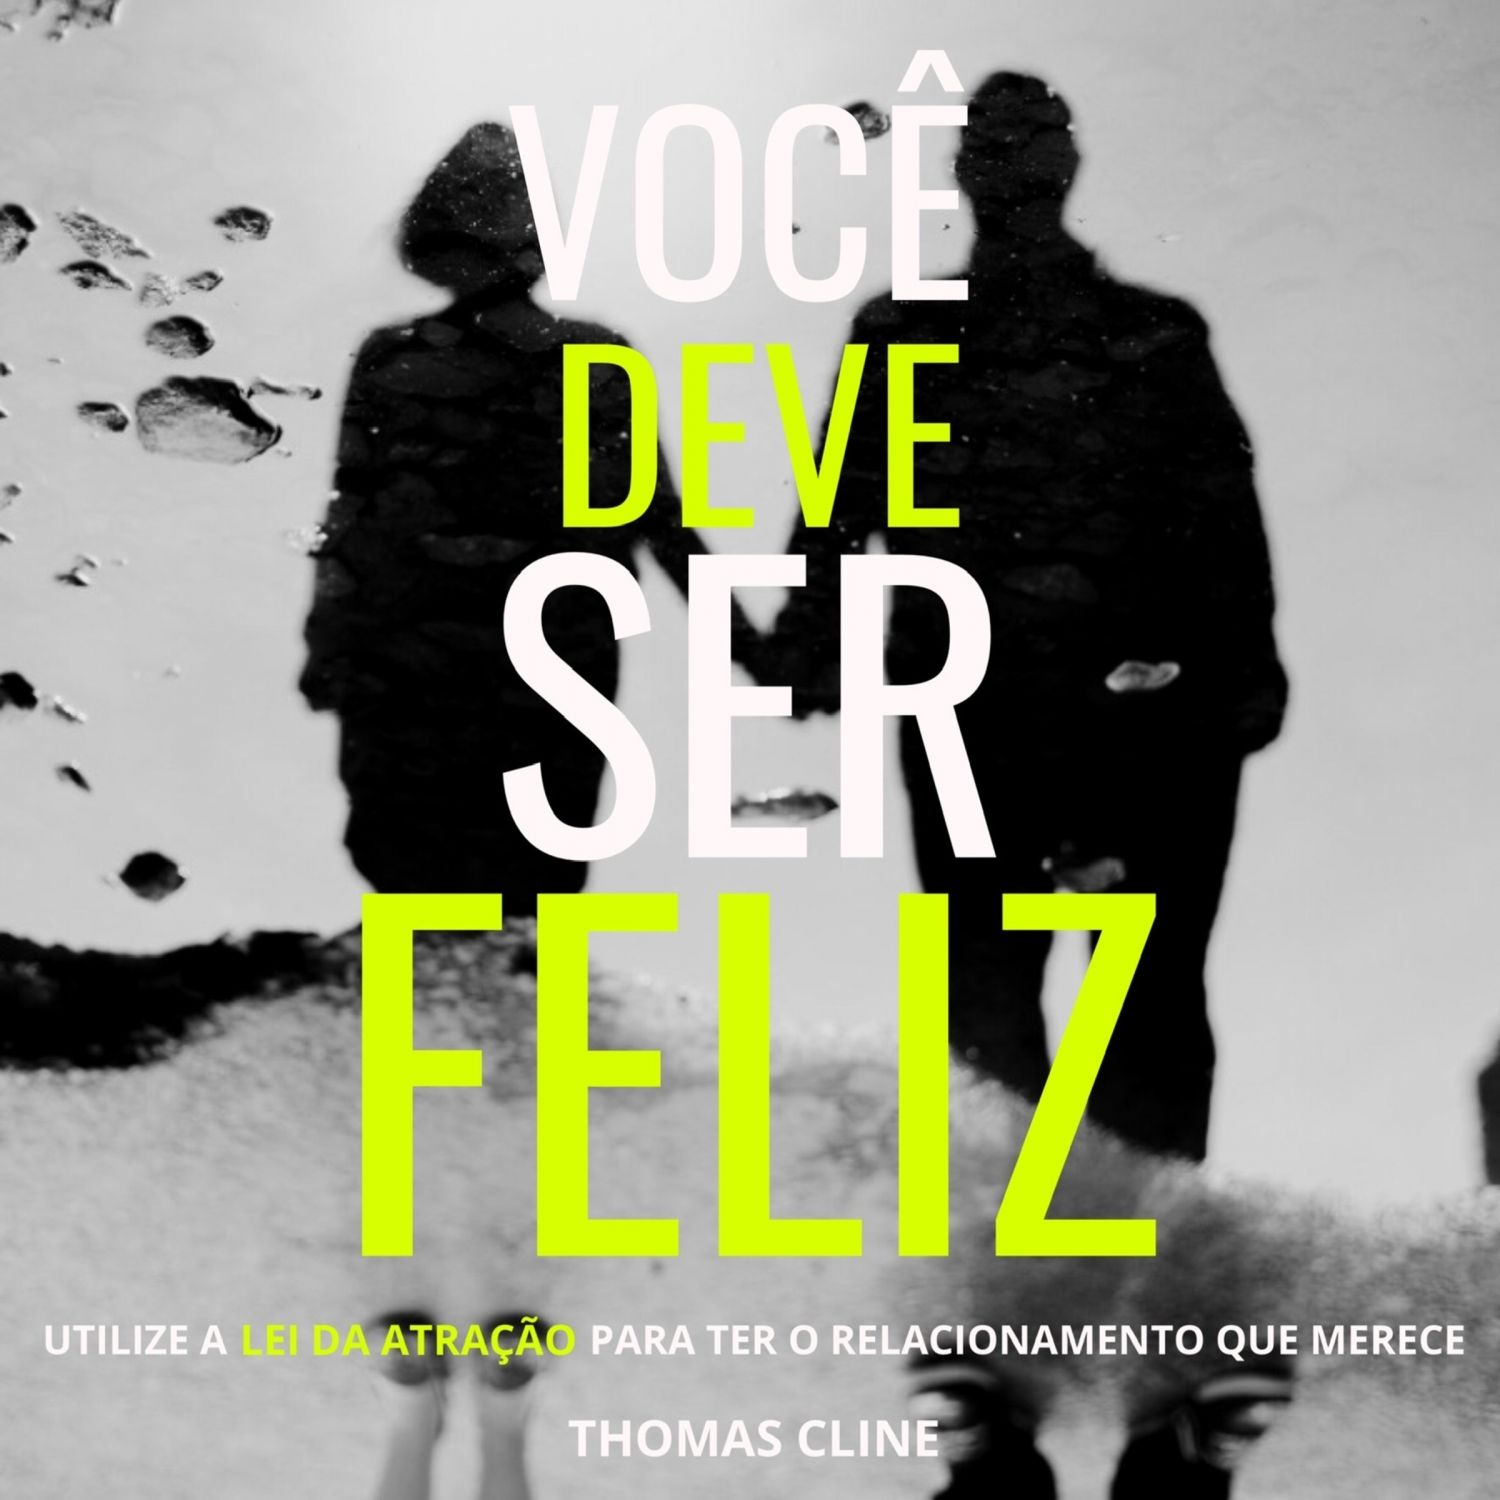 VOCÊ
DEVE
SER
FELIZ
UTILIZE A LEI DA ATRAÇÃO PARA TER O RELACIONAMENTO QUE MERECE
THOMAS CLINE